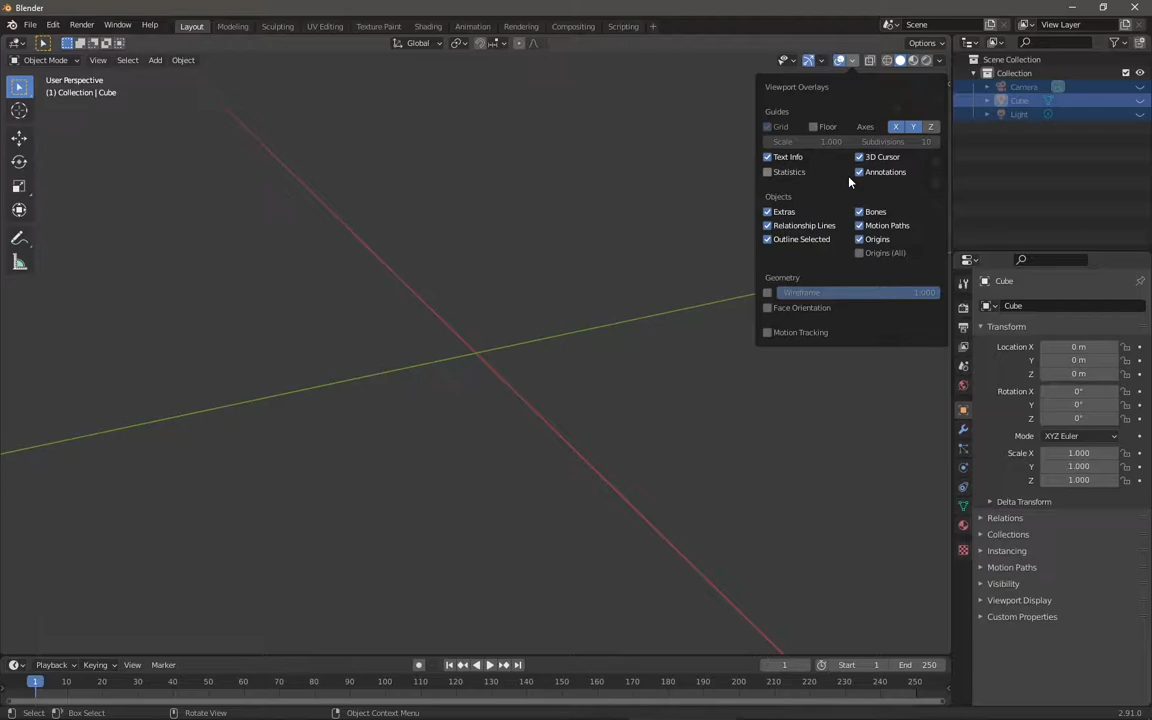 Blender
File Edit Render Window Help Layout Modeling Sculpting UV Editing Texture Paint Shading Animation Rendering Compositing Scripting + Scene View Layer
Global Options
Object Mode View Select Add Object
User Perspective
(1) Collection | Cube
Viewport Overlays
Guides
Grid Floor Axes X Y Z
Scale 1.000 Subdivisions 10
Text Info 3D Cursor
Statistics Annotations
Objects
Extras Bones
Relationship Lines Motion Paths
Outline Selected Origins
Origins (All)
Geometry
Wireframe 1.000
Face Orientation
Motion Tracking
Scene Collection
Collection
Camera
Cube
Light
Cube
Cube
Transform
Location X 0 m
Y 0 m
Z 0 m
Rotation X 0°
Y 0°
Z 0°
Mode XYZ Euler
Scale X 1.000
Y 1.000
Z 1.000
Delta Transform
Relations
Collections
Instancing
Motion Paths
Visibility
Viewport Display
Custom Properties
Playback Keying View Marker 1 Start 1 End 250
1 10 20 30 40 50 60 70 80 90 100 110 120 130 140 150 160 170 180 190 200 210 220 230 240 250
Select Box Select Rotate View Object Context Menu 2.91.0